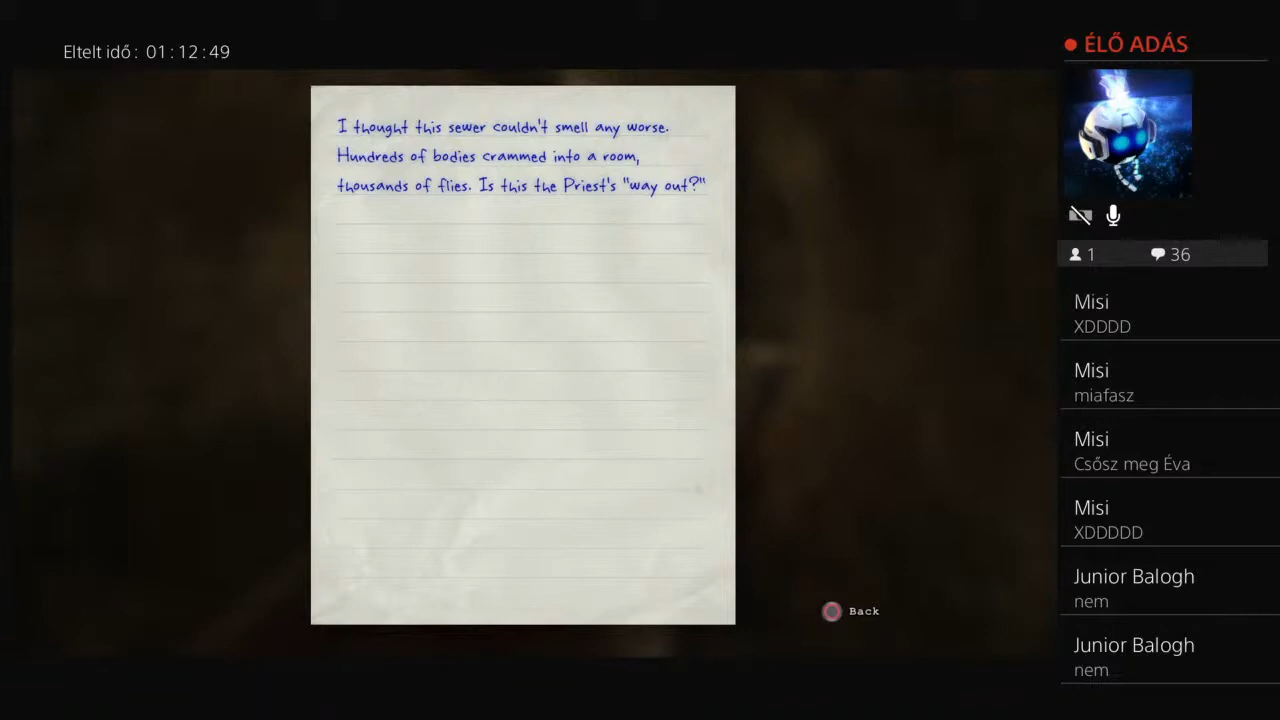 Eltelt idő: 01:12:49
ÉLŐ ADÁS
I thought this sewer couldn't smell any worse.
Hundreds of bodies crammed into a room,
thousands of flies. Is this the Priest's "way out?"
Back
1 36
Misi
XDDDD
Misi
miafasz
Misi
Csősz meg Éva
Misi
XDDDDD
Junior Balogh
nem
Junior Balogh
nem